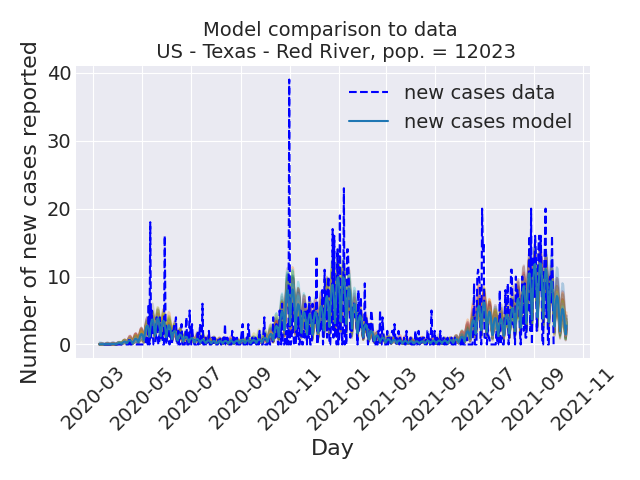 Model comparison to data
US - Texas - Red River, pop. = 12023
Number of new cases reported
40
30
20
10
0
new cases data
new cases model
2020-03
2020-05
2020-07
2020-09
2020-11
2021-01
2021-03
2021-05
2021-07
2021-09
2021-11
Day